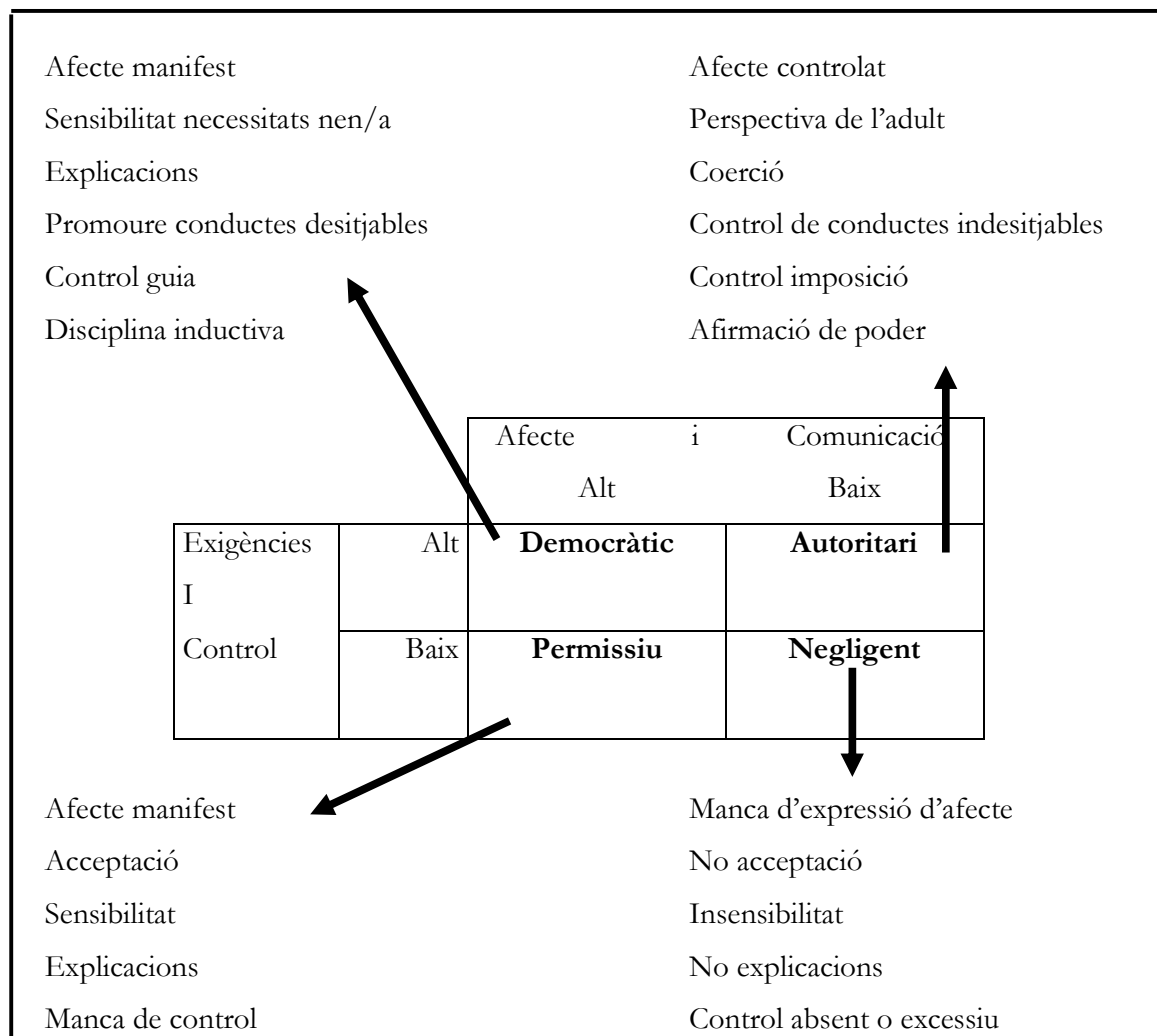 Afecte manifest
Sensibilitat necessitats nen/a
Explicacions
Promoure conductes desitjables
Control guia
Disciplina inductiva
Afecte controlat
Perspectiva de l’adult
Coerció
Control de conductes indesitjables
Control imposició
Afirmació de poder
Afecte i Comunicació
Alt Baix
Exigències Alt Democràtic Autoritari
I
Control Baix Permissiu Negligent
Afecte manifest
Acceptació
Sensibilitat
Explicacions
Manca de control
Manca d’expressió d’afecte
No acceptació
Insensibilitat
No explicacions
Control absent o excessiu